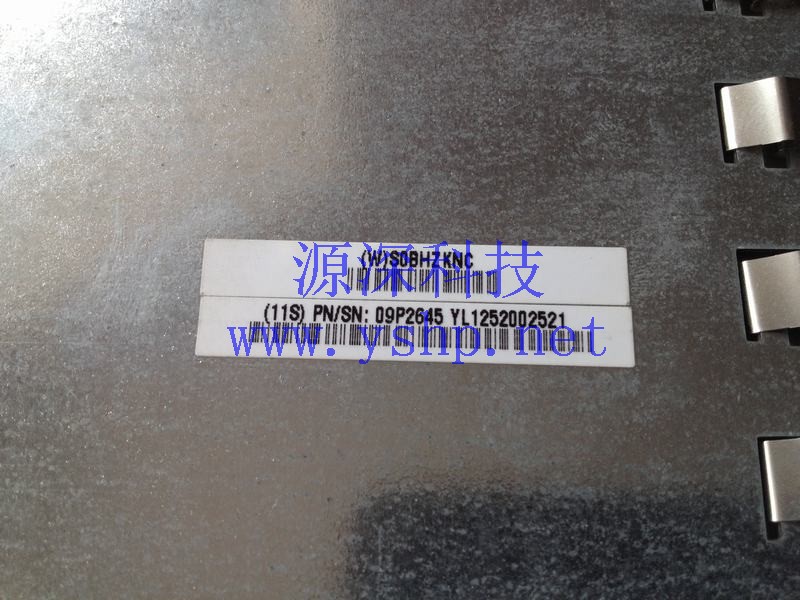 (W)S0BHZKNC
源深科技
(11S) PN/SN: 09P2645 YL1252002521
www.yshp.net